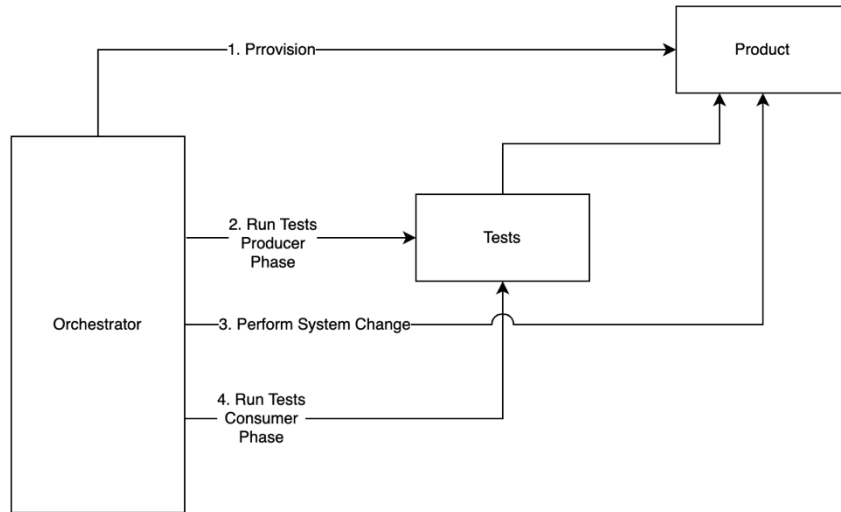 1. Prrovision
Product
2. Run Tests
Producer
Phase
Tests
Orchestrator
3. Perform System Change
4. Run Tests
Consumer
Phase